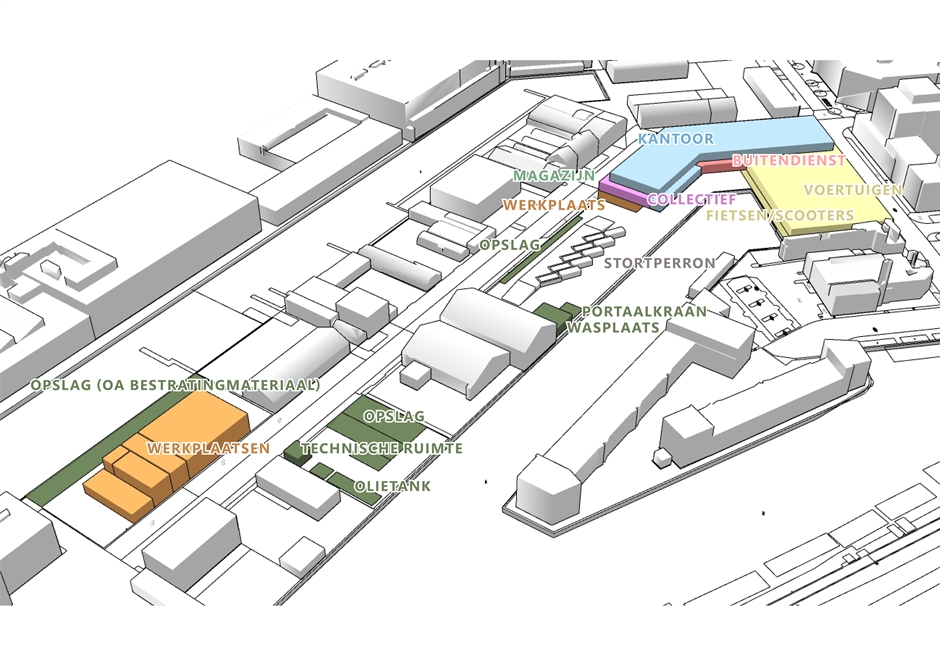 KANTOOR
BUITENDIENST
MAGAZIJN
VOERTUIGEN
COLLECTIEF
WERKPLAATS
FIETSEN/SCOOTERS
OPSLAG
STORTPERRON
PORTAALKRAAN
WASPLAATS
OPSLAG (OA BESTRATINGMATERIAAL)
OPSLAG
WERKPLAATSEN
TECHNISCHE RUIMTE
OLIETANK